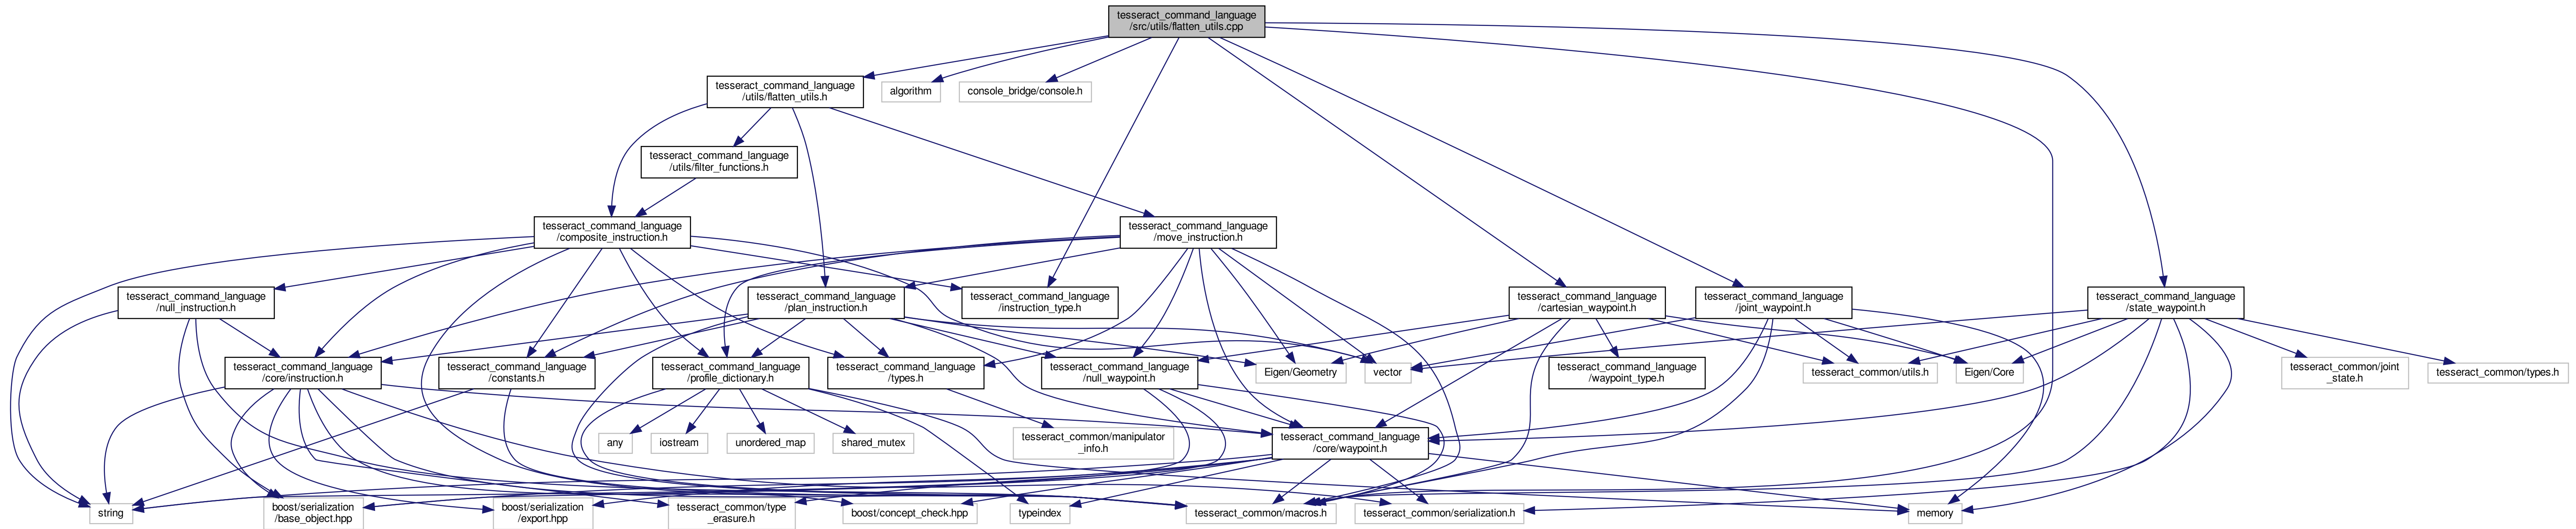 tesseract_command_language
/src/utils/flatten_utils.cpp
tesseract_command_language
/utils/flatten_utils.h
algorithm
console_bridge/console.h
tesseract_command_language
/utils/filter_functions.h
tesseract_command_language
/composite_instruction.h
tesseract_command_language
/move_instruction.h
tesseract_command_language
/null_instruction.h
tesseract_command_language
/plan_instruction.h
tesseract_command_language
/instruction_type.h
tesseract_command_language
/cartesian_waypoint.h
tesseract_command_language
/joint_waypoint.h
tesseract_command_language
/state_waypoint.h
tesseract_command_language
/core/instruction.h
tesseract_command_language
/constants.h
tesseract_command_language
/profile_dictionary.h
tesseract_command_language
/types.h
tesseract_command_language
/null_waypoint.h
Eigen/Geometry
vector
tesseract_command_language
/waypoint_type.h
tesseract_common/utils.h
Eigen/Core
tesseract_common/joint
_state.h
tesseract_common/types.h
any
iostream
unordered_map
shared_mutex
tesseract_common/manipulator
_info.h
tesseract_command_language
/core/waypoint.h
string
boost/serialization
/base_object.hpp
boost/serialization
/export.hpp
tesseract_common/type
_erasure.h
boost/concept_check.hpp
typeindex
tesseract_common/macros.h
tesseract_common/serialization.h
memory